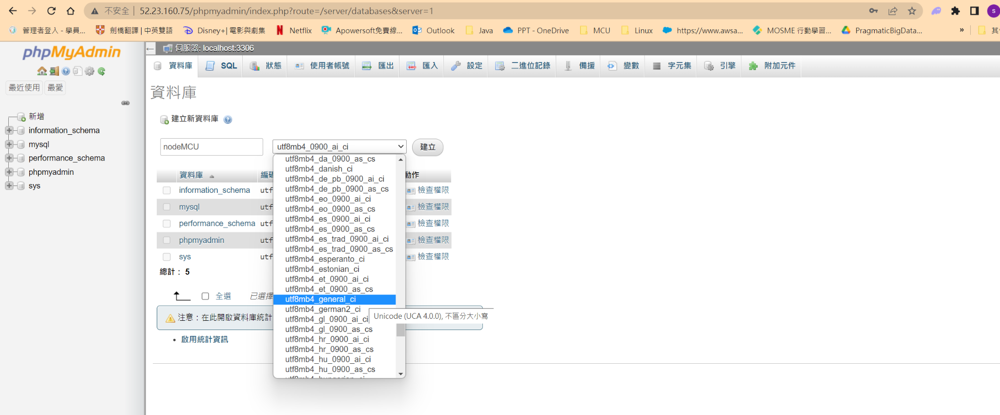 不安全 | 52.23.160.75/phpmyadmin/index.php?route=/server/databases&server=1
S
管理者登入 - 學員... 劍橋翻譯 | 中英雙語 Disney+ | 電影與劇集 Netflix Apowersoft免費線... Outlook Java PPT - OneDrive MCU Linux https://www.awsa... MOSME 行動學習... PragmaticBigData... »
phpMyAdmin
最近使用 最愛
新增
information_schema
mysql
performance_schema
phpmyadmin
sys
伺服器: localhost:3306
資料庫 SQL 狀態 使用者帳號 匯出 匯入 設定 二進位記錄 備援 變數 字元集 引擎 附加元件
資料庫
建立新資料庫
nodeMCU utf8mb4_0900_ai_ci 建立
資料庫 編碼 動作
information_schema utf 檢查權限
mysql utf 檢查權限
performance_schema utf 檢查權限
phpmyadmin utf 檢查權限
sys utf 檢查權限
總計： 5
全選 已選擇
注意：在此開啟資料庫統計
• 啟用統計資訊
utf8mb4_da_0900_as_cs
utf8mb4_danish_ci
utf8mb4_de_pb_0900_ai_ci
utf8mb4_de_pb_0900_as_cs
utf8mb4_eo_0900_ai_ci
utf8mb4_eo_0900_as_cs
utf8mb4_es_0900_ai_ci
utf8mb4_es_0900_as_cs
utf8mb4_es_trad_0900_ai_ci
utf8mb4_es_trad_0900_as_cs
utf8mb4_esperanto_ci
utf8mb4_estonian_ci
utf8mb4_et_0900_ai_ci
utf8mb4_et_0900_as_cs
utf8mb4_general_ci
utf8mb4_german2_ci
utf8mb4_gl_0900_ai_ci
utf8mb4_gl_0900_as_cs
utf8mb4_hr_0900_ai_ci
utf8mb4_hr_0900_as_cs
utf8mb4_hu_0900_ai_ci
utf8mb4_hu_0900_as_cs
Unicode (UCA 4.0.0), 不區分大小寫